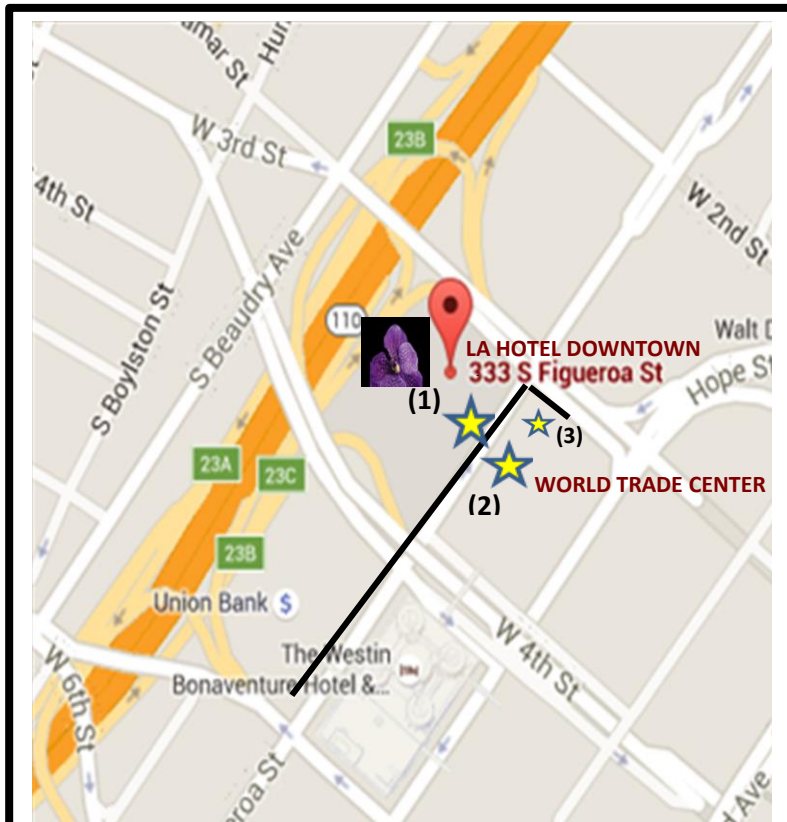 amar St
W 3rd St
23B
4th St
W 2nd St
S Beaudry Ave
S Boylston St
110
Walt D
LA HOTEL DOWNTOWN
333 S Figueroa St
Hope St
(1)
(3)
23A
23C
WORLD TRADE CENTER
(2)
23B
Union Bank $
The Westin
Bonaventure Hotel &...
W 4th St
W 6th St
eroa St
d Ave